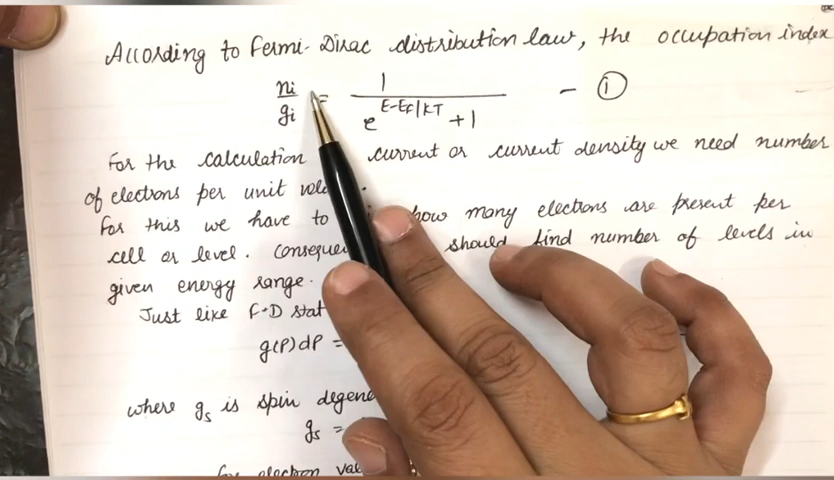 According to Fermi-Dirac distribution law, the occupation index
ni/gi = 1/(e^(E-EF/KT) + 1) - ①
For the calculation current or current density we need number
of electrons per unit
For this we have to how many electrons are present per
cell or level. should find number of levels in
given energy range.
Just like F-D
g(P)dP =
where gs is spin
gs =
for electron